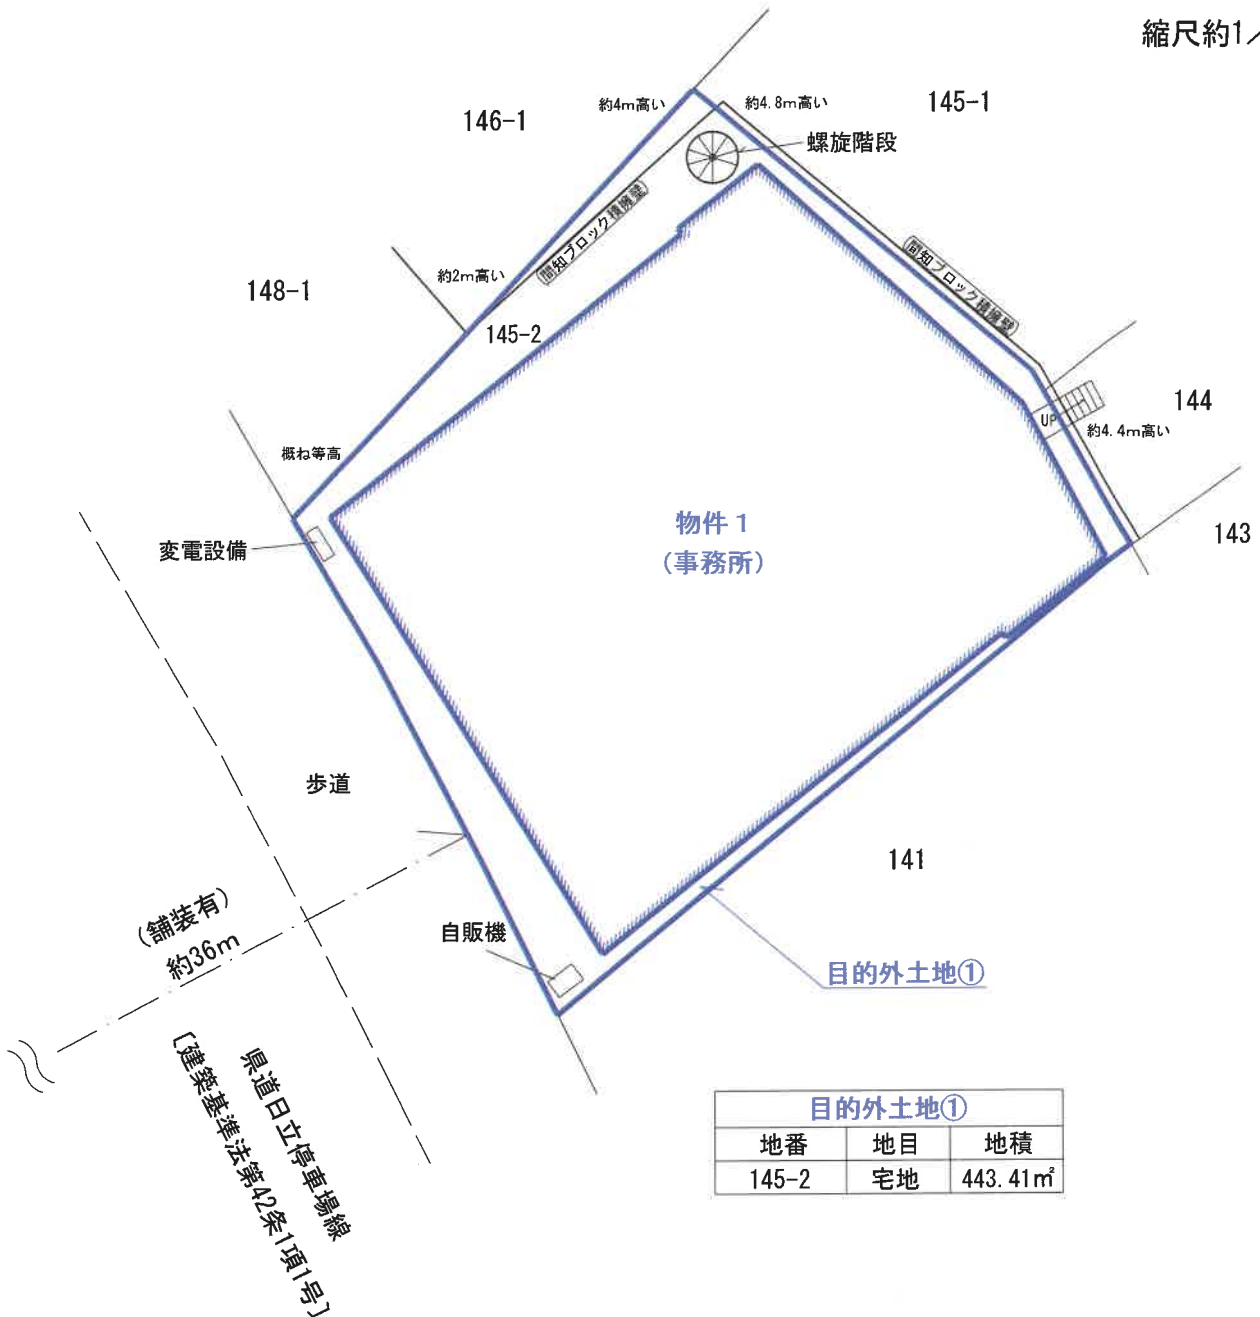 縮尺約1／
146-1
約4m高い
約4.8m高い
145-1
螺旋階段
間知ブロック積擁壁
間知ブロック積擁壁
148-1
約2m高い
145-2
144
UP
約4.4m高い
概ね等高
143
変電設備
物件１
（事務所）
歩道
141
（舗装有）
約36m
自販機
目的外土地①
県道日立停車場線
〔建築基準法第42条1項1号〕
目的外土地①
地番 地目 地積
145-2 宅地 443.41㎡